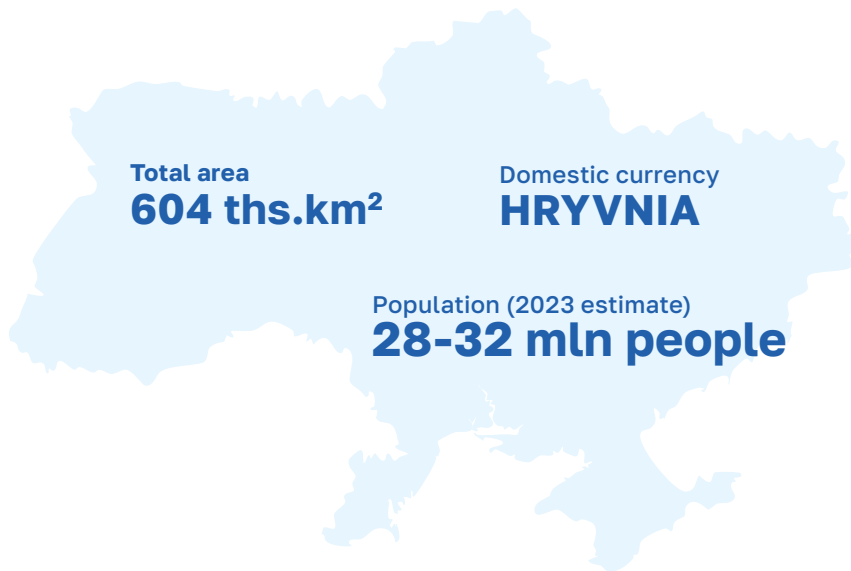 Total area
604 ths.km²
Domestic currency
HRYVNIA
Population (2023 estimate)
28-32 mln people